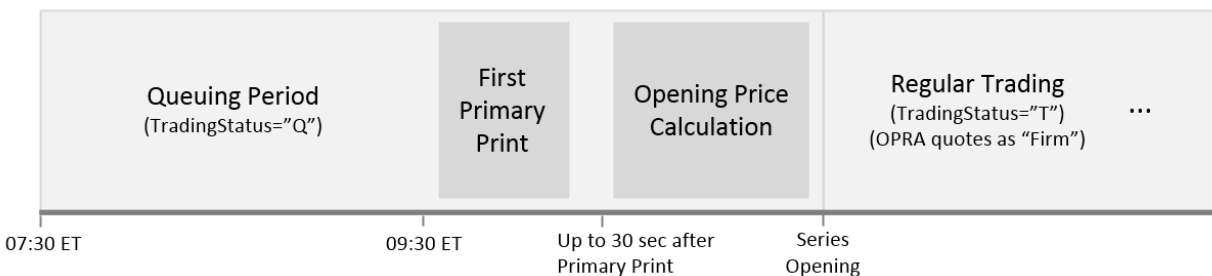 Queuing Period
(TradingStatus=”Q”)
First
Primary
Print
Opening Price
Calculation
Regular Trading
(TradingStatus=”T”)
(OPRA quotes as “Firm”)
...
07:30 ET
09:30 ET
Up to 30 sec after
Primary Print
Series
Opening